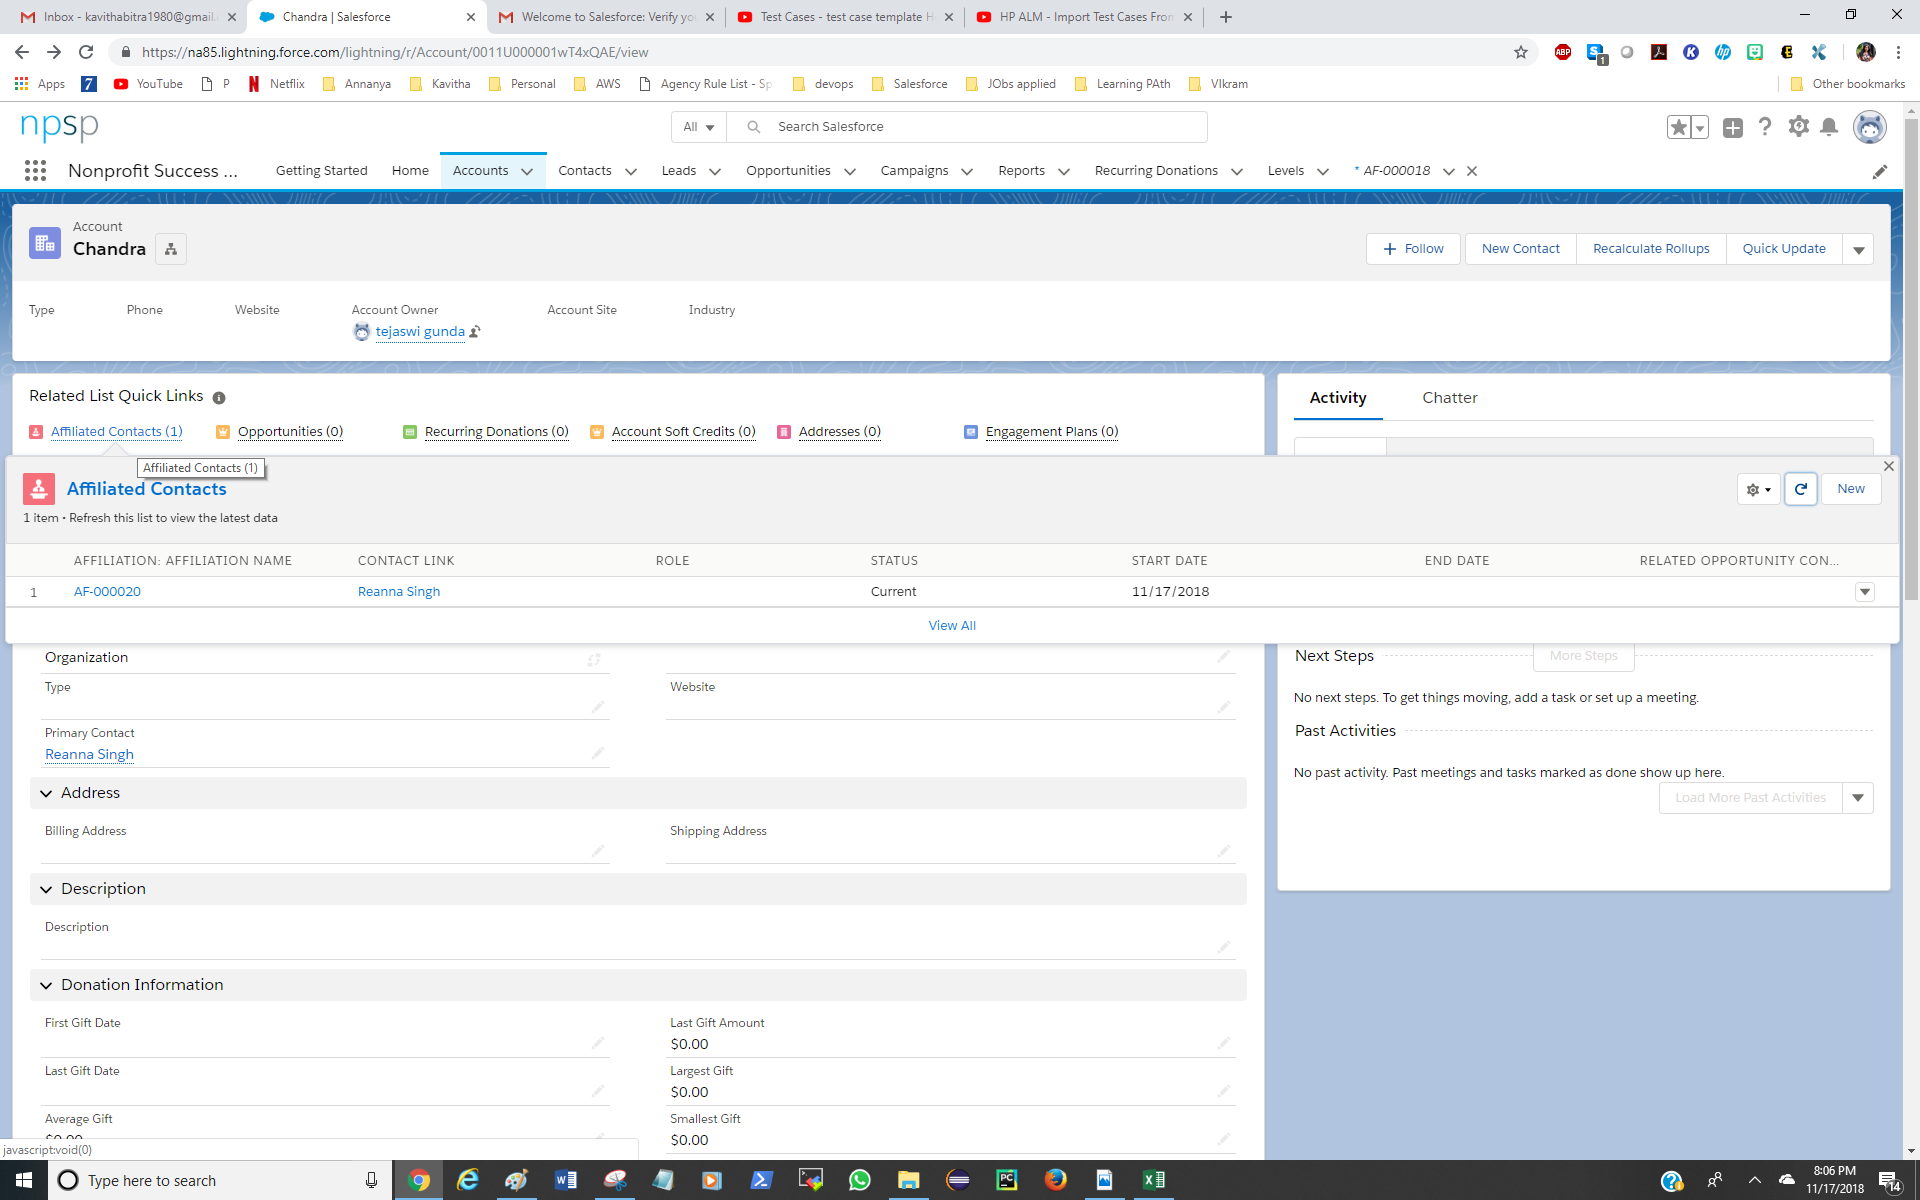 Inbox - kavithabitra1980@gmail.
Chandra | Salesforce
Welcome to Salesforce: Verify yo
Test Cases - test case template H
HP ALM - Import Test Cases From
https://na85.lightning.force.com/lightning/r/Account/0011U000001wT4xQAE/view
ABP
1
Apps
7
YouTube
P
Netflix
Annanya
Kavitha
Personal
AWS
Agency Rule List - Sp
devops
Salesforce
JObs applied
Learning PAth
VIkram
Other bookmarks
npsp
All
Search Salesforce
Nonprofit Success ...
Getting Started
Home
Accounts
Contacts
Leads
Opportunities
Campaigns
Reports
Recurring Donations
Levels
* AF-000018
Account
Chandra
Follow
New Contact
Recalculate Rollups
Quick Update
Type
Phone
Website
Account Owner
Account Site
Industry
tejaswi gunda
Related List Quick Links
Affiliated Contacts (1)
Opportunities (0)
Recurring Donations (0)
Account Soft Credits (0)
Addresses (0)
Engagement Plans (0)
Activity
Chatter
Affiliated Contacts (1)
Affiliated Contacts
1 item • Refresh this list to view the latest data
New
AFFILIATION: AFFILIATION NAME
CONTACT LINK
ROLE
STATUS
START DATE
END DATE
RELATED OPPORTUNITY CON...
1
AF-000020
Reanna Singh
Current
11/17/2018
View All
Organization
Type
Website
Primary Contact
Reanna Singh
Next Steps
More Steps
No next steps. To get things moving, add a task or set up a meeting.
Past Activities
No past activity. Past meetings and tasks marked as done show up here.
Load More Past Activities
Address
Billing Address
Shipping Address
Description
Description
Donation Information
First Gift Date
Last Gift Amount
$0.00
Last Gift Date
Largest Gift
$0.00
Average Gift
$0.00
Smallest Gift
$0.00
javascript:void(0)
Type here to search
8:06 PM
11/17/2018
14